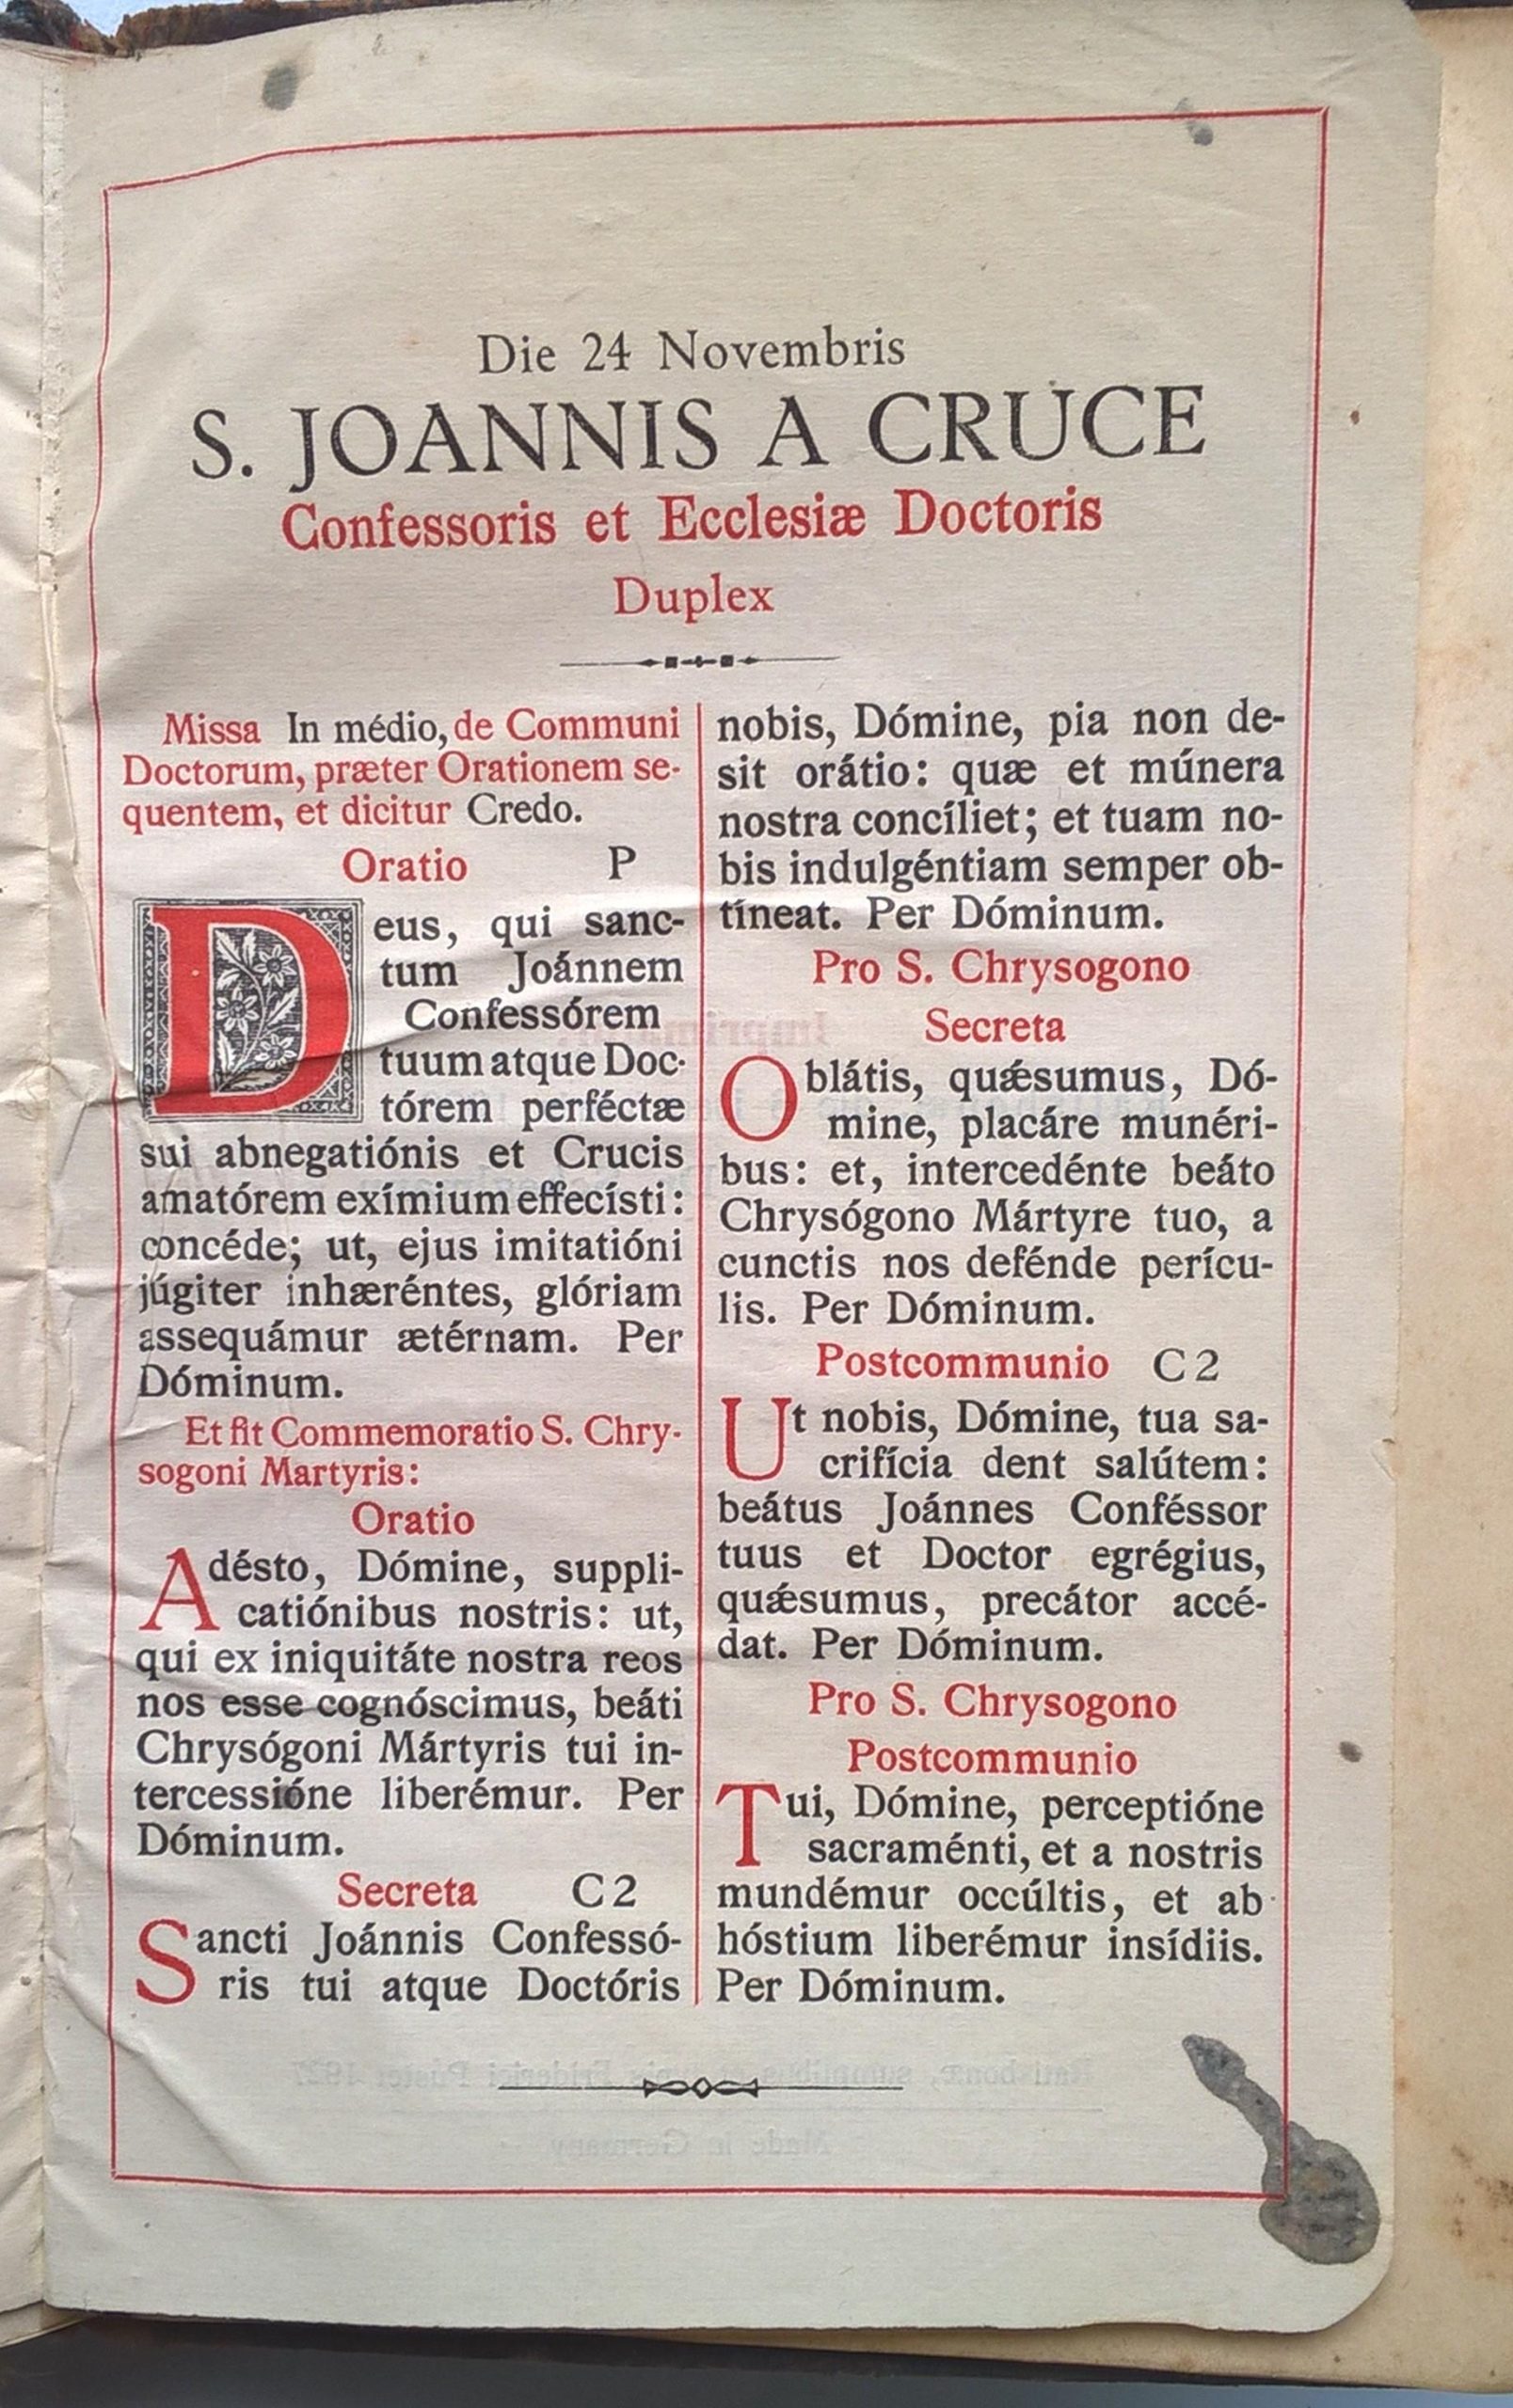 Die 24 Novembris
S. JOANNIS A CRUCE
Confessoris et Ecclesiæ Doctoris
Duplex
Missa In médio, de Communi
Doctorum, præter Orationem se-
quentem, et dicitur Credo.
Oratio P
Deus, qui sanc-
tum Joánnem
Confessórem
tuum atque Doc-
tórem perféctæ
sui abnegatiónis et Crucis
amatórem exímium effecísti:
concéde; ut, ejus imitatióni
júgiter inhæréntes, glóriam
assequámur ætérnam. Per
Dóminum.
Et fit Commemoratio S. Chry-
sogoni Martyris:
Oratio
Adésto, Dómine, suppli-
catiónibus nostris: ut,
qui ex iniquitáte nostra reos
nos esse cognóscimus, beáti
Chrysógoni Mártyris tui in-
tercessióne liberémur. Per
Dóminum.
Secreta C 2
Sancti Joánnis Confessó-
ris tui atque Doctóris
nobis, Dómine, pia non de-
sit orátio: quæ et múnera
nostra concíliet; et tuam no-
bis indulgéntiam semper ob-
tíneat. Per Dóminum.
Pro S. Chrysogono
Secreta
Oblátis, quǽsumus, Dó-
mine, placáre munéri-
bus: et, intercedénte beáto
Chrysógono Mártyre tuo, a
cunctis nos defénde perícu-
lis. Per Dóminum.
Postcommunio C 2
Ut nobis, Dómine, tua sa-
crifícia dent salútem:
beátus Joánnes Conféssor
tuus et Doctor egrégius,
quǽsumus, precátor accé-
dat. Per Dóminum.
Pro S. Chrysogono
Postcommunio
Tui, Dómine, perceptióne
sacraménti, et a nostris
mundémur occúltis, et ab
hóstium liberémur insídiis.
Per Dóminum.